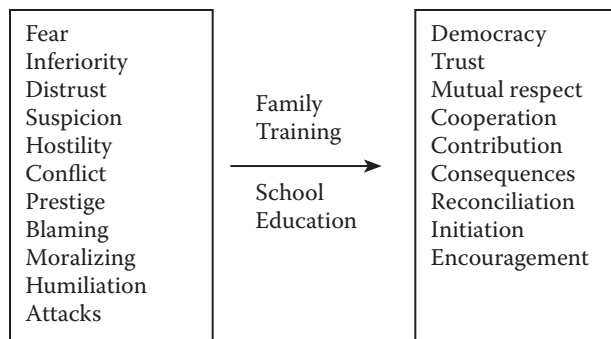 Fear
Inferiority
Distrust
Suspicion
Hostility
Conflict
Prestige
Blaming
Moralizing
Humiliation
Attacks
Family
Training
School
Education
Democracy
Trust
Mutual respect
Cooperation
Contribution
Consequences
Reconciliation
Initiation
Encouragement